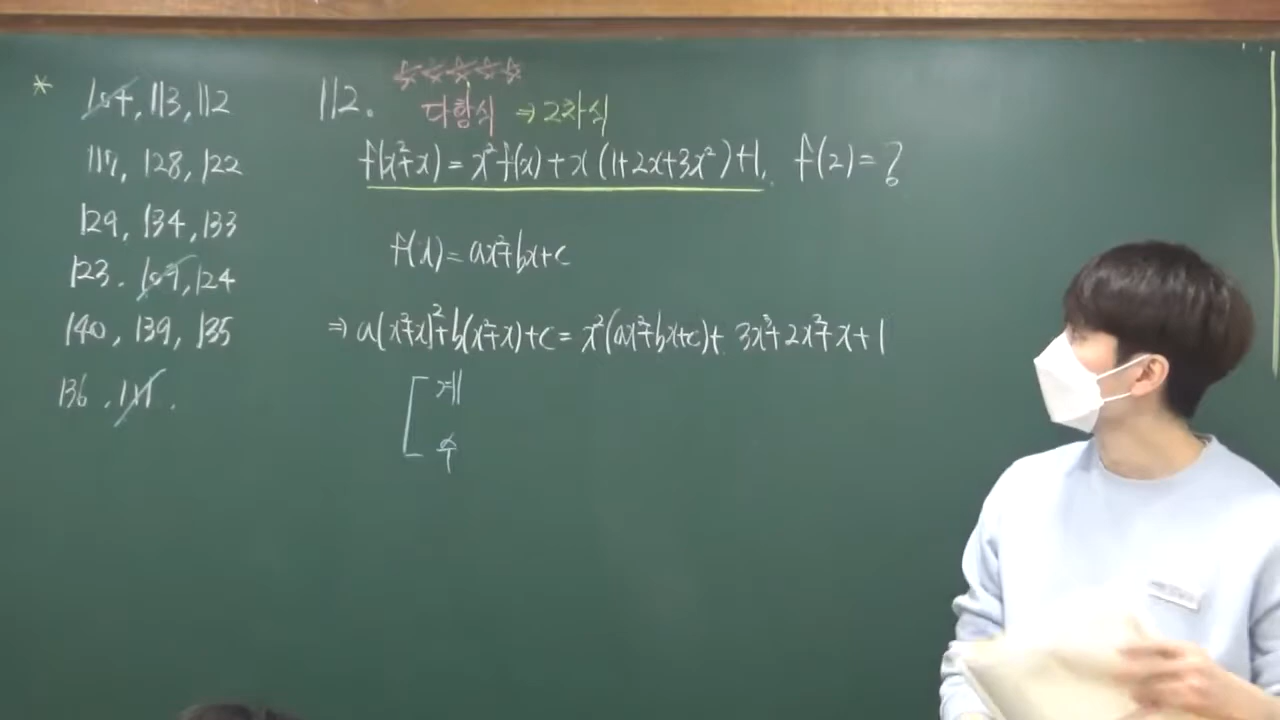 * 104, 113, 112
117, 128, 122
129, 134, 133
123. 109, 124
140, 139, 135
136, 111.
112. ☆☆☆☆☆
다항식 ⇒ 2차식
f(x²+x) = x²f(x) + x(1+2x+3x²)+1, f(2)=?
f(x)=ax²+bx+c
⇒ a(x²+x)²+b(x²+x)+c = x²(ax²+bx+c)+ 3x³+2x²+x+1
계
수